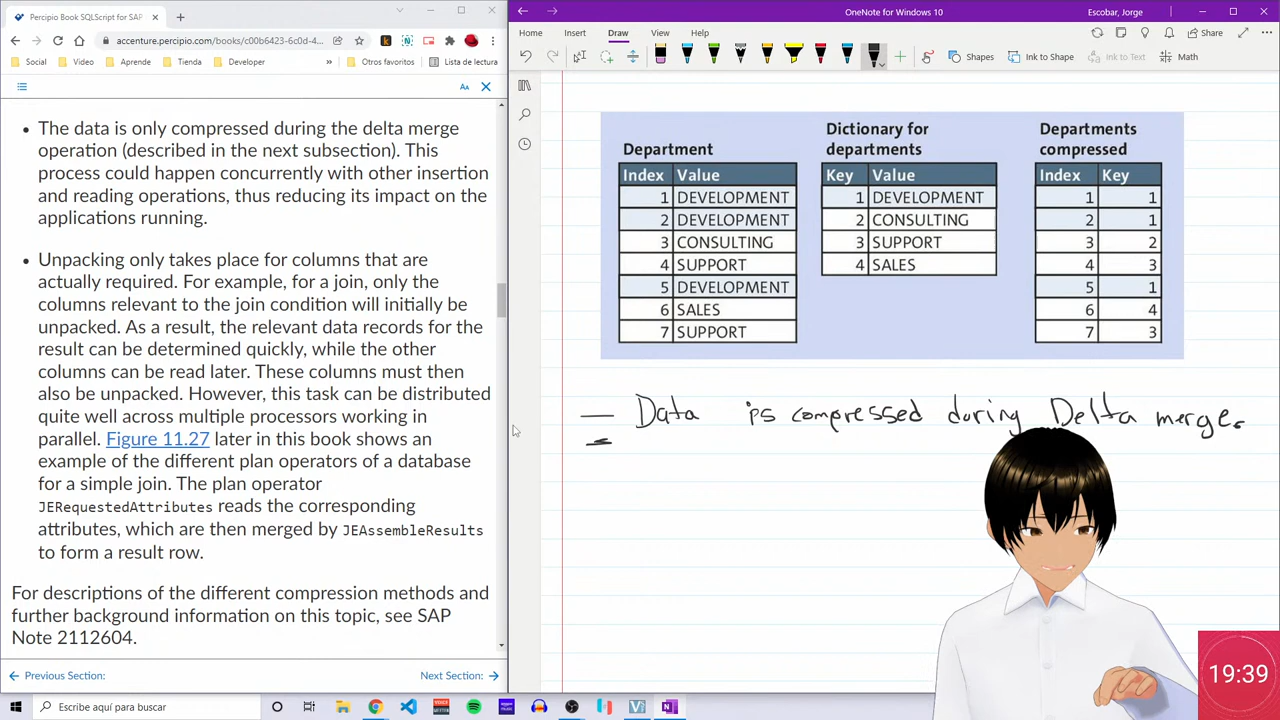 Percipio Book SQLScript for SAP
accenture.percipio.com/books/c00b6423-6c0d-4...
Social
Video
Aprende
Tienda
Developer
»
Otros favoritos
Lista de lectura
AA
• The data is only compressed during the delta merge
operation (described in the next subsection). This
process could happen concurrently with other insertion
and reading operations, thus reducing its impact on the
applications running.
• Unpacking only takes place for columns that are
actually required. For example, for a join, only the
columns relevant to the join condition will initially be
unpacked. As a result, the relevant data records for the
result can be determined quickly, while the other
columns can be read later. These columns must then
also be unpacked. However, this task can be distributed
quite well across multiple processors working in
parallel. Figure 11.27 later in this book shows an
example of the different plan operators of a database
for a simple join. The plan operator
JERequestedAttributes reads the corresponding
attributes, which are then merged by JEAssembleResults
to form a result row.
For descriptions of the different compression methods and
further background information on this topic, see SAP
Note 2112604.
Previous Section:
Next Section:
OneNote for Windows 10
Escobar, Jorge
Home Insert Draw View Help
Share
Shapes Ink to Shape Ink to Text Math
Department
Index Value
1 DEVELOPMENT
2 DEVELOPMENT
3 CONSULTING
4 SUPPORT
5 DEVELOPMENT
6 SALES
7 SUPPORT
Dictionary for
departments
Key Value
1 DEVELOPMENT
2 CONSULTING
3 SUPPORT
4 SALES
Departments
compressed
Index Key
1 1
2 1
3 2
4 3
5 1
6 4
7 3
— Data is compressed during Delta merge.
-
19:39
Escribe aquí para buscar